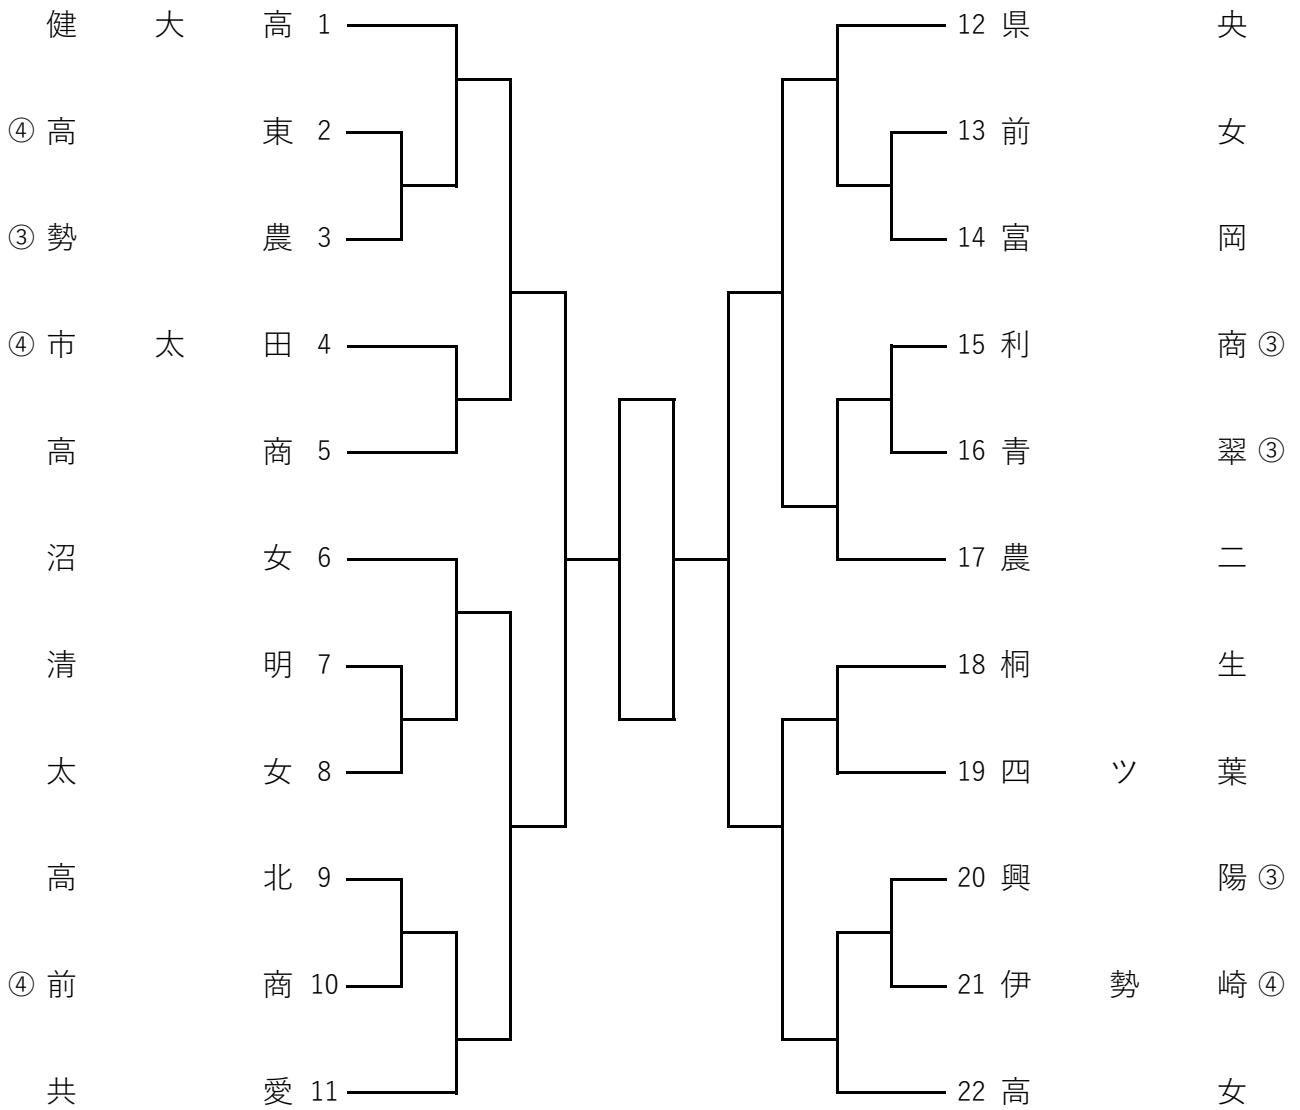 健大高 1
④ 高東 2
③ 勢農 3
④ 市太田 4
高商 5
沼女 6
清明 7
太女 8
高北 9
④ 前商 10
共愛 11
12 県央
13 前女
14 富岡
15 利商 ③
16 青翠 ③
17 農二
18 桐生
19 四ツ葉
20 興陽 ③
21 伊勢崎 ④
22 高女